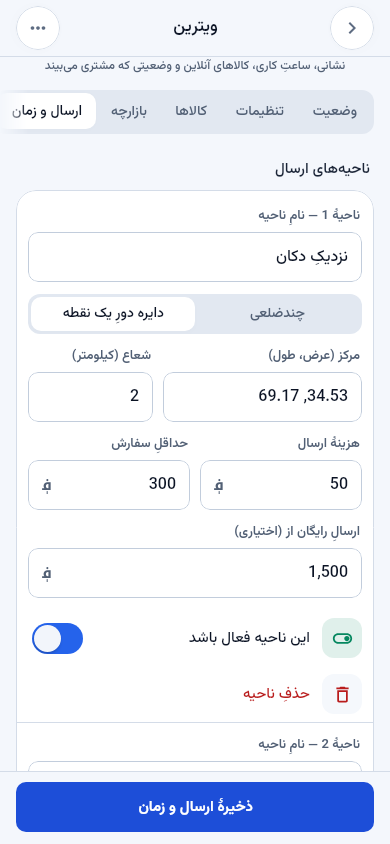 ویترین
نشانی، ساعتِ کاری، کالاهای آنلاین و وضعیتی که مشتری می‌بیند
وضعیت
تنظیمات
کالاها
بازارچه
ارسال و زمان
ناحیه‌های ارسال
ناحیهٔ 1 — نامِ ناحیه
نزدیکِ دکان
چندضلعی
دایره دورِ یک نقطه
مرکز (عرض، طول)
شعاع (کیلومتر)
34.53, 69.17
2
هزینهٔ ارسال
حداقلِ سفارش
50 ؋
300 ؋
ارسالِ رایگان از (اختیاری)
1,500 ؋
این ناحیه فعال باشد
حذفِ ناحیه
ناحیهٔ 2 — نامِ ناحیه
ذخیرهٔ ارسال و زمان